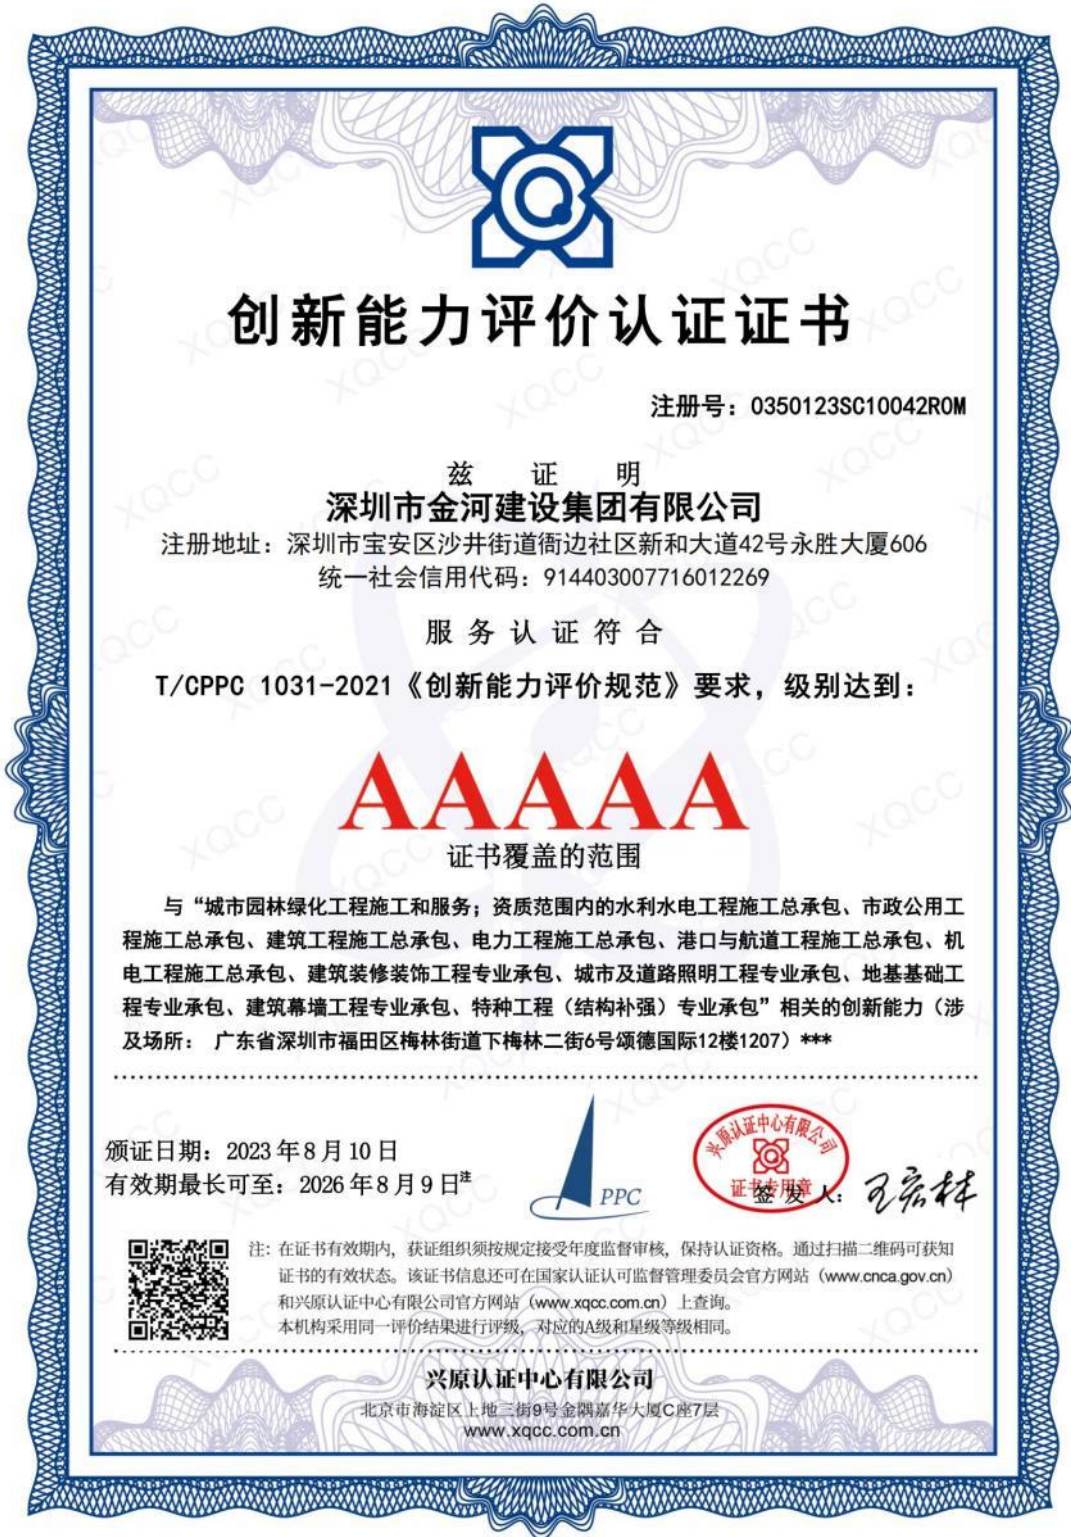 创新能力评价认证证书
注册号：0350123SC10042R0M
兹 证 明
深圳市金河建设集团有限公司
注册地址：深圳市宝安区沙井街道衙边社区新和大道42号永胜大厦606
统一社会信用代码：914403007716012269
服务认证符合
T/CPPC 1031-2021《创新能力评价规范》要求，级别达到：
AAAAA
证书覆盖的范围
与“城市园林绿化工程施工和服务；资质范围内的水利水电工程施工总承包、市政公用工
程施工总承包、建筑工程施工总承包、电力工程施工总承包、港口与航道工程施工总承包、机
电工程施工总承包、建筑装修装饰工程专业承包、城市及道路照明工程专业承包、地基基础工
程专业承包、建筑幕墙工程专业承包、特种工程（结构补强）专业承包”相关的创新能力（涉
及场所： 广东省深圳市福田区梅林街道下梅林二街6号颂德国际12楼1207）***
颁证日期：2023年8月10日
有效期最长可至：2026年8月9日注
PPC
兴原认证中心有限公司
证书专用章
签 发 人：王宏林
注：在证书有效期内，获证组织须按规定接受年度监督审核，保持认证资格。通过扫描二维码可获知
证书的有效状态。该证书信息还可在国家认证认可监督管理委员会官方网站（www.cnca.gov.cn）
和兴原认证中心有限公司官方网站（www.xqcc.com.cn）上查询。
本机构采用同一评价结果进行评级，对应的A级和星级等级相同。
兴原认证中心有限公司
北京市海淀区上地三街9号金隅嘉华大厦C座7层
www.xqcc.com.cn
XQCC